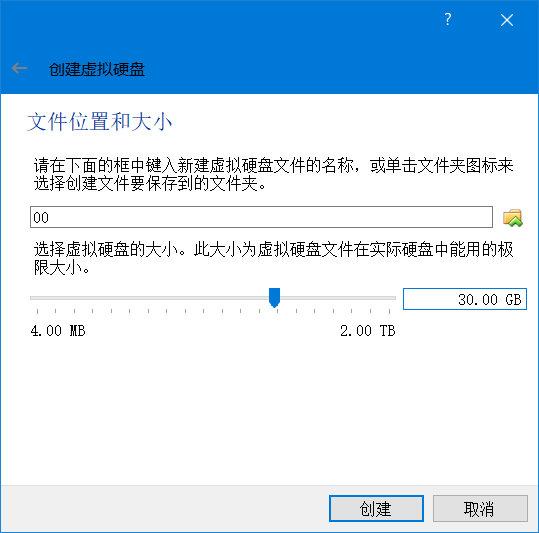 ?
创建虚拟硬盘
文件位置和大小
请在下面的框中键入新建虚拟硬盘文件的名称，或单击文件夹图标来
选择创建文件要保存到的文件夹。
00
选择虚拟硬盘的大小。此大小为虚拟硬盘文件在实际硬盘中能用的极
限大小。
30.00 GB
4.00 MB 2.00 TB
创建 取消